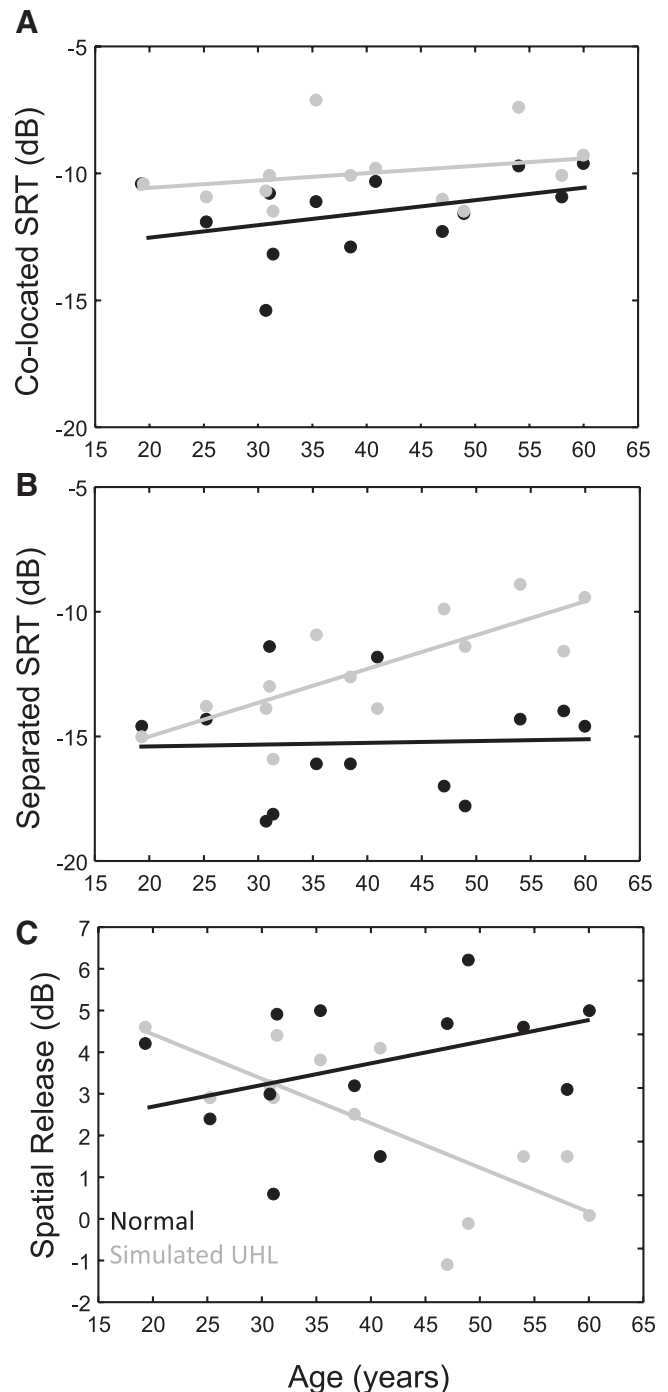 A
Co-located SRT (dB)
-5
-10
-15
-20
15 20 25 30 35 40 45 50 55 60 65
B
Separated SRT (dB)
-5
-10
-15
-20
15 20 25 30 35 40 45 50 55 60 65
C
Spatial Release (dB)
7
6
5
4
3
2
1
0
-1
-2
Normal
Simulated UHL
15 20 25 30 35 40 45 50 55 60 65
Age (years)